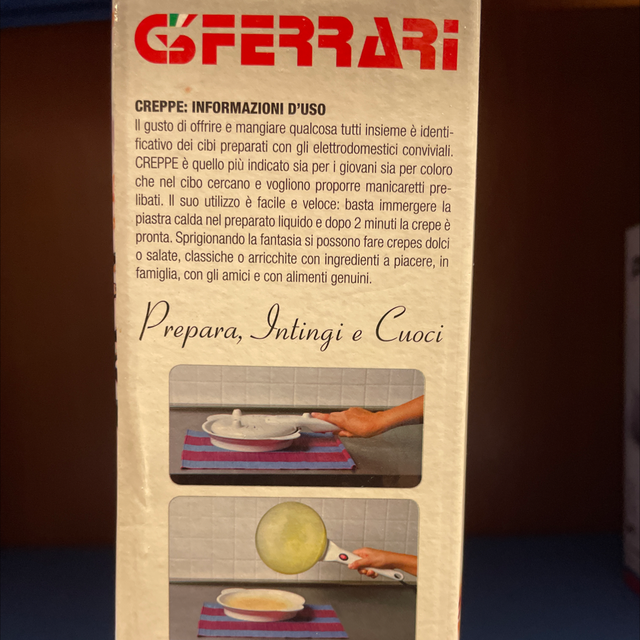 G3FERRARi
CREPPE: INFORMAZIONI D'USO
Il gusto di offrire e mangiare qualcosa tutti insieme è identi-
ficativo dei cibi preparati con gli elettrodomestici conviviali.
CREPPE è quello più indicato sia per i giovani sia per coloro
che nel cibo cercano e vogliono proporre manicaretti pre-
libati. Il suo utilizzo è facile e veloce: basta immergere la
piastra calda nel preparato liquido e dopo 2 minuti la crepe è
pronta. Sprigionando la fantasia si possono fare crepes dolci
o salate, classiche o arricchite con ingredienti a piacere, in
famiglia, con gli amici e con alimenti genuini.
Prepara, Intingi e Cuoci